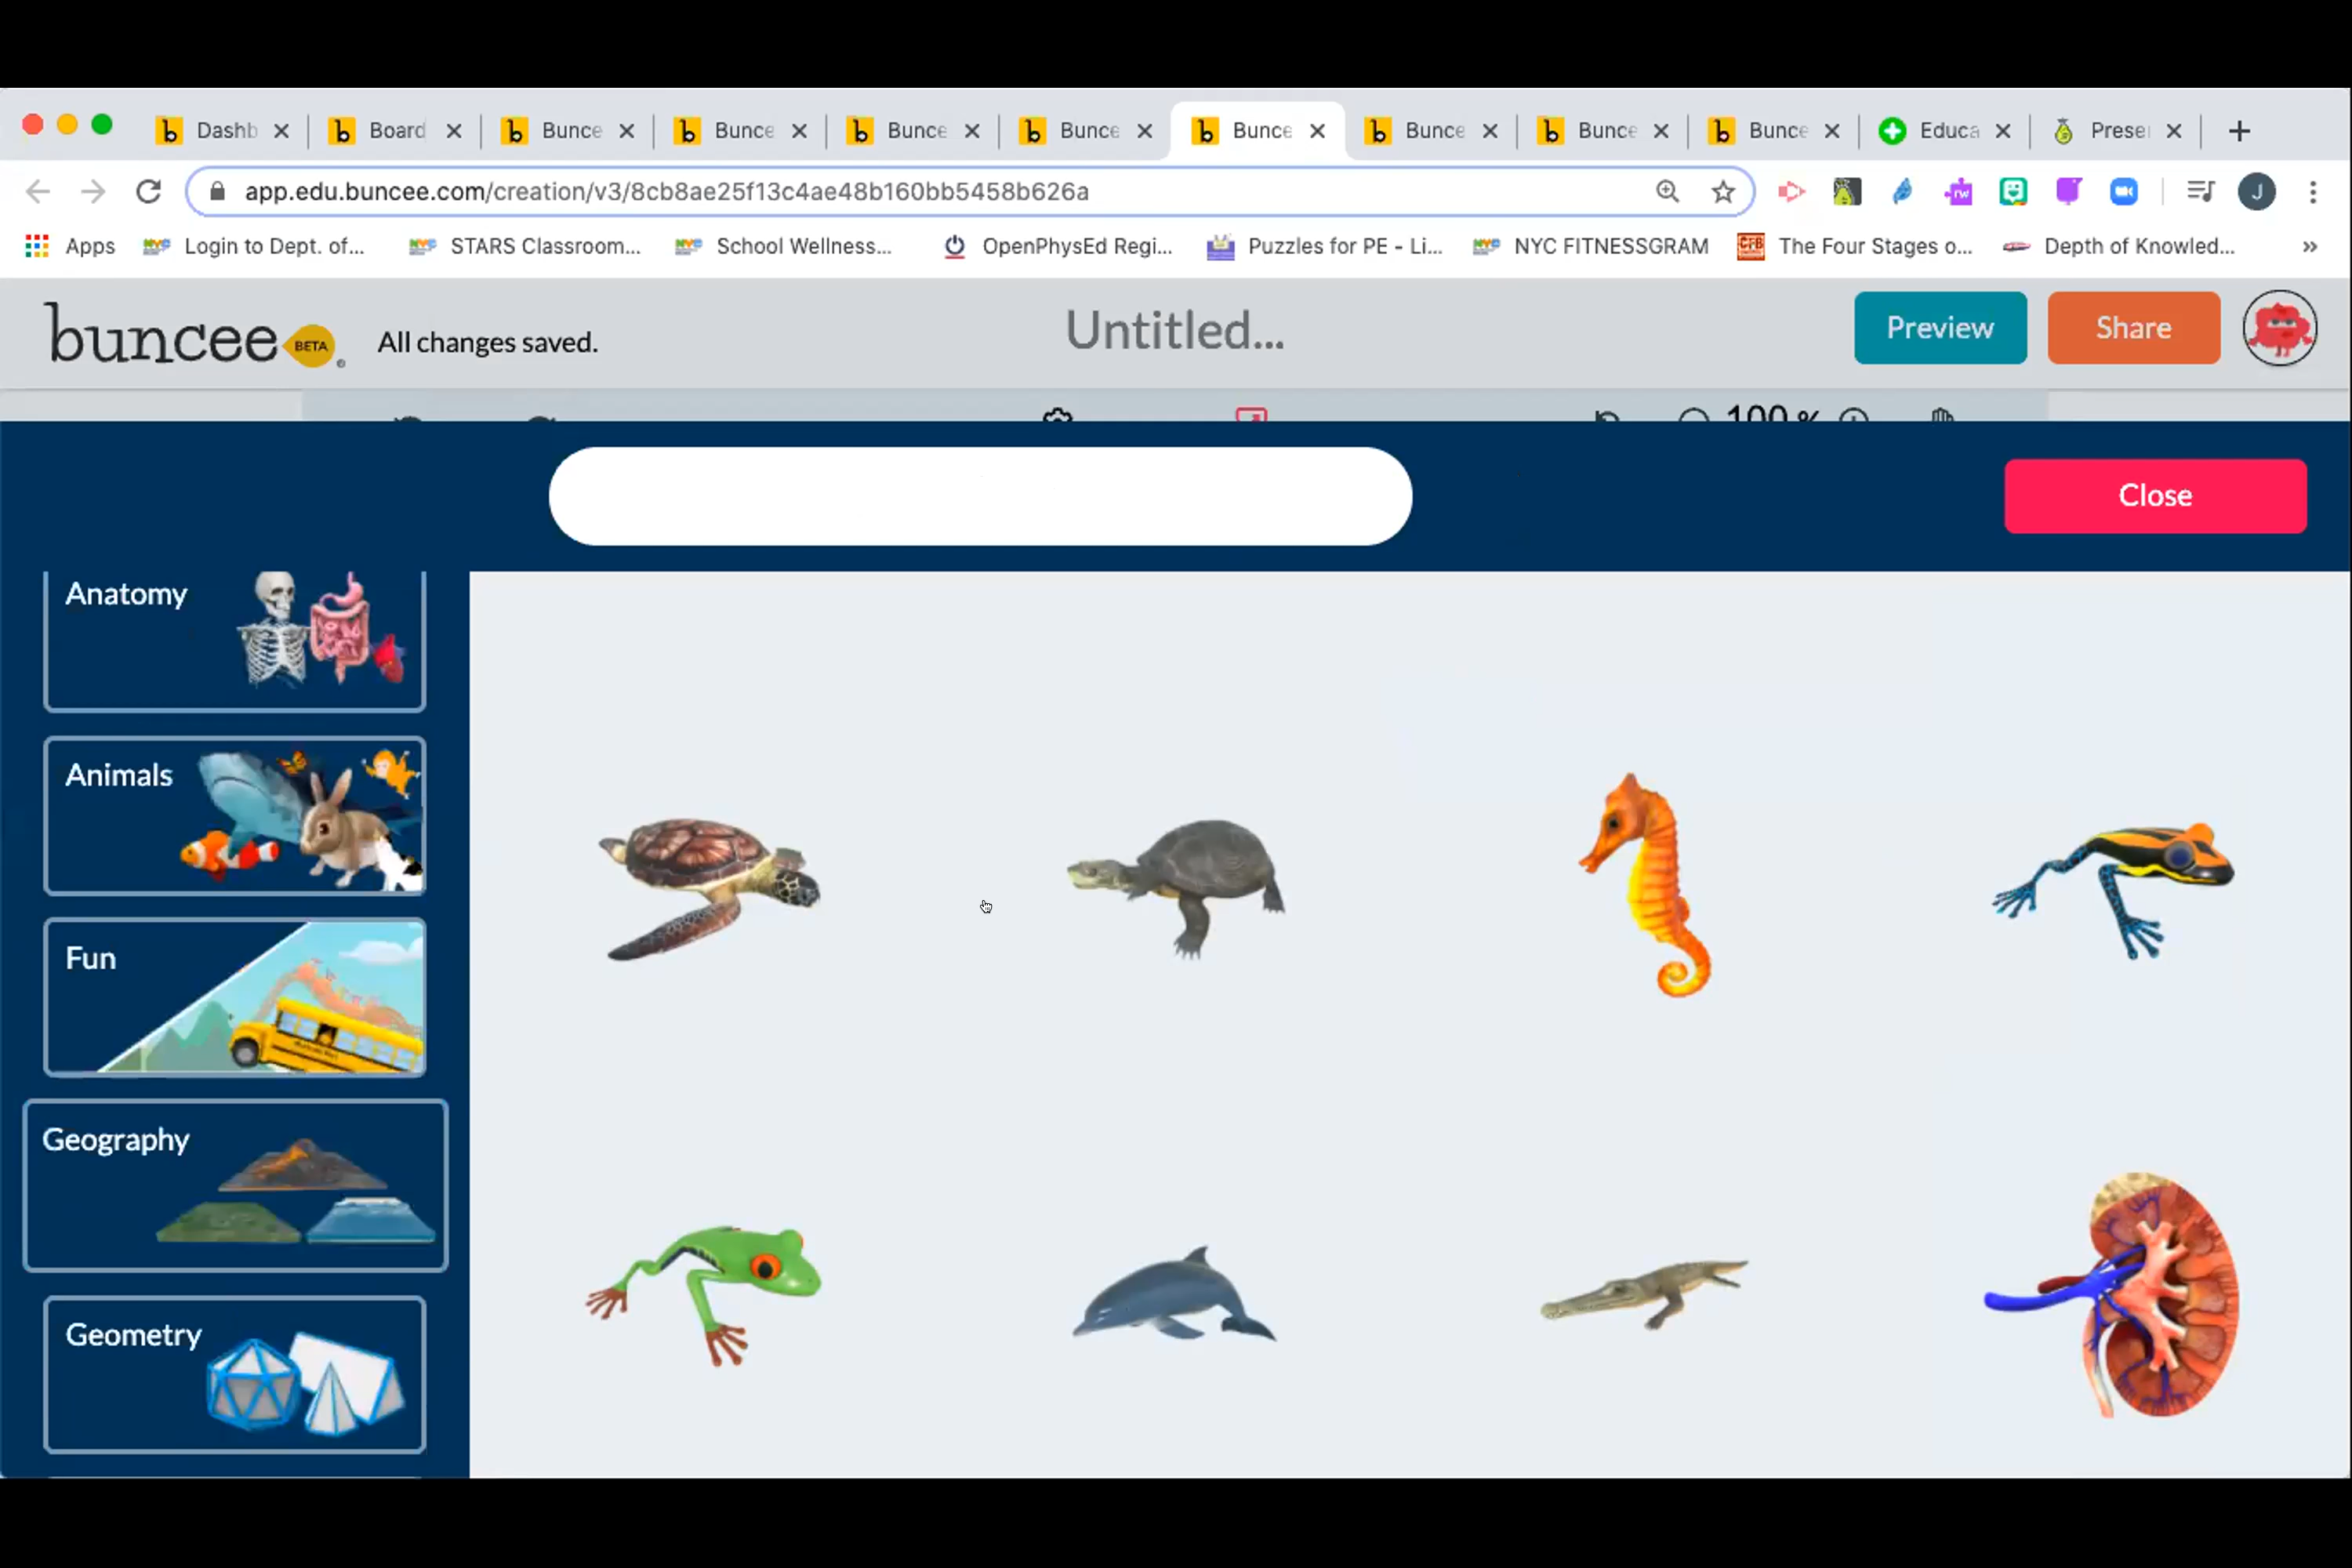 Dashb
Board
Bunce
Bunce
Bunce
Bunce
Bunce
Bunce
Bunce
Bunce
Educa
Prese
app.edu.buncee.com/creation/v3/8cb8ae25f13c4ae48b160bb5458b626a
rw
J
Apps
Login to Dept. of...
STARS Classroom...
School Wellness...
OpenPhysEd Regi...
Puzzles for PE - Li...
NYC FITNESSGRAM
The Four Stages o...
Depth of Knowled...
buncee BETA
All changes saved.
Untitled...
Preview
Share
100 %
Close
Anatomy
Animals
Fun
Geography
Geometry